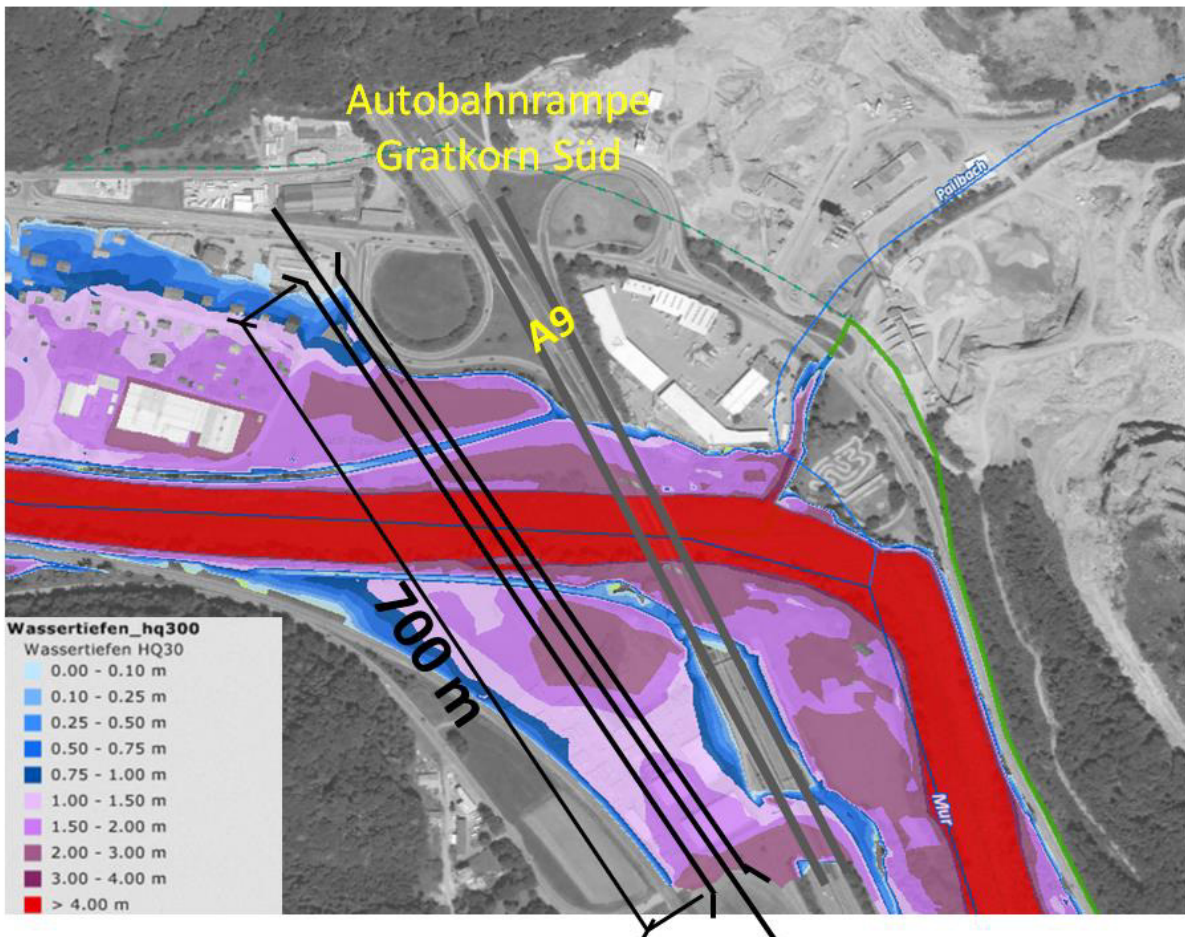 Autobahnrampe
Gratkorn Süd
Pailbach
A9
700 m
Mur
Wassertiefen_hq300
Wassertiefen HQ30
0.00 - 0.10 m
0.10 - 0.25 m
0.25 - 0.50 m
0.50 - 0.75 m
0.75 - 1.00 m
1.00 - 1.50 m
1.50 - 2.00 m
2.00 - 3.00 m
3.00 - 4.00 m
> 4.00 m